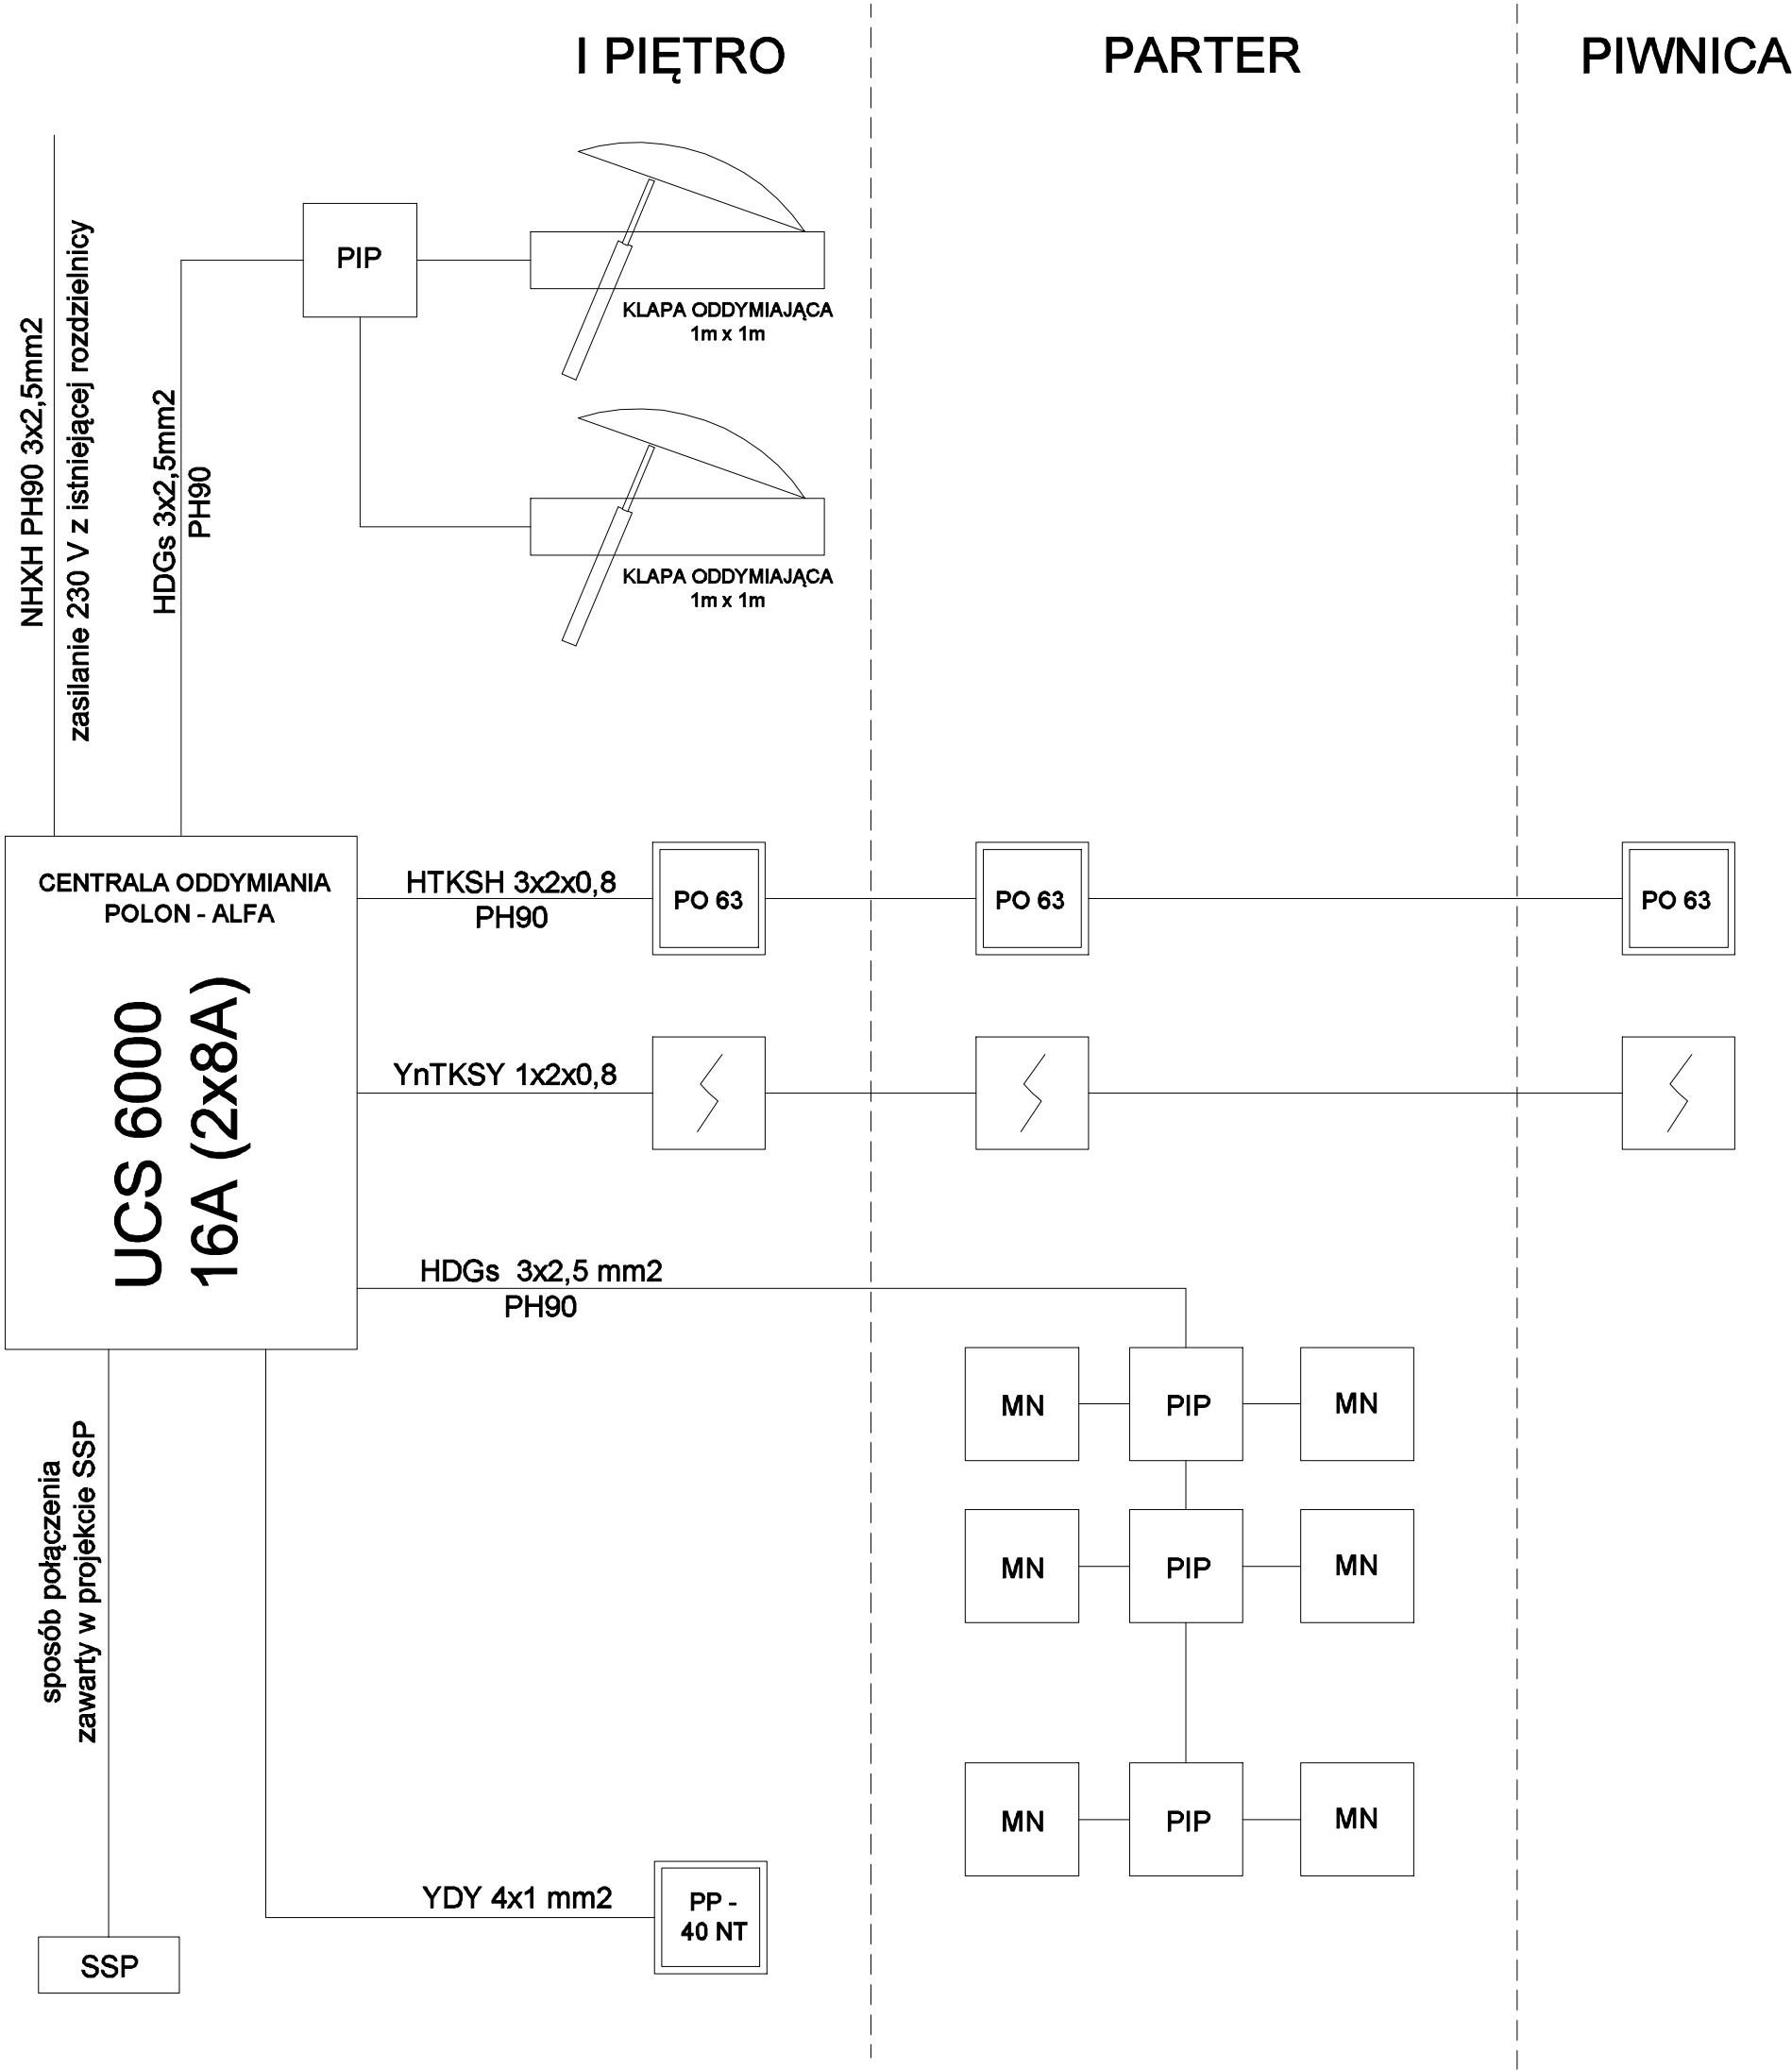 I PIĘTRO
PARTER
PIWNICA
NHXH PH90 3x2,5mm2
zasilanie 230 V z istniejącej rozdzielnicy
HDGs 3x2,5mm2
PH90
PIP
KLAPA ODDYMIAJĄCA
1m x 1m
KLAPA ODDYMIAJĄCA
1m x 1m
CENTRALA ODDYMIANIA
POLON - ALFA
UCS 6000
16A (2x8A)
HTKSH 3x2x0,8
PH90
PO 63
PO 63
PO 63
YnTKSY 1x2x0,8
HDGs  3x2,5 mm2
PH90
MN
PIP
MN
MN
PIP
MN
MN
PIP
MN
sposób połączenia
zawarty w projekcie SSP
SSP
YDY 4x1 mm2
PP -
40 NT